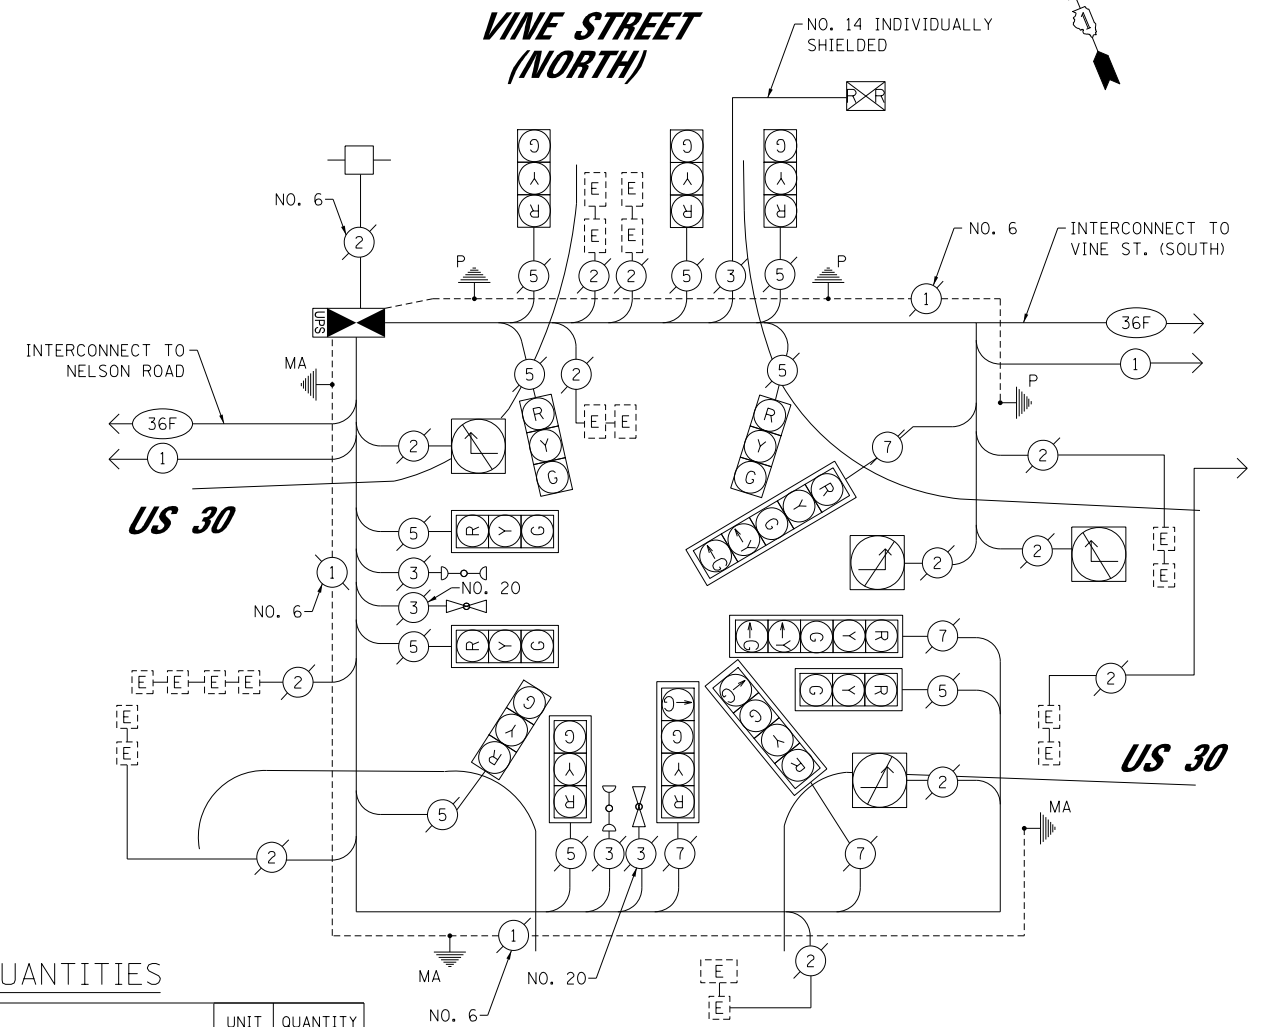 VINE STREET
(NORTH)
NO. 14 INDIVIDUALLY
SHIELDED
1
R R
NO. 6
2
G
Y
R
E
E
E
E
G
Y
R
G
Y
R
P
5
2
2
5
3
5
P
NO. 6
1
INTERCONNECT TO
VINE ST. (SOUTH)
UPS
36F
1
INTERCONNECT TO
NELSON ROAD
MA
36F
1
5
2
5
P
R
Y
G
E E
R
Y
G
7
2
2
US 30
R Y G Y G
5
R Y G
3
3
NO. 20
5
R Y G
2
2
E
E
1
NO. 6
G Y G Y R
7
G Y R
5
2
E
E
E E E E
2
E
E
G
Y
R
G
Y
R
G
G
Y
R
G
G
Y
R
2
US 30
MA
5
2
5
3
3
7
7
1
MA
NO. 6
NO. 20
E
E
2
UANTITIES
UNIT QUANTITY